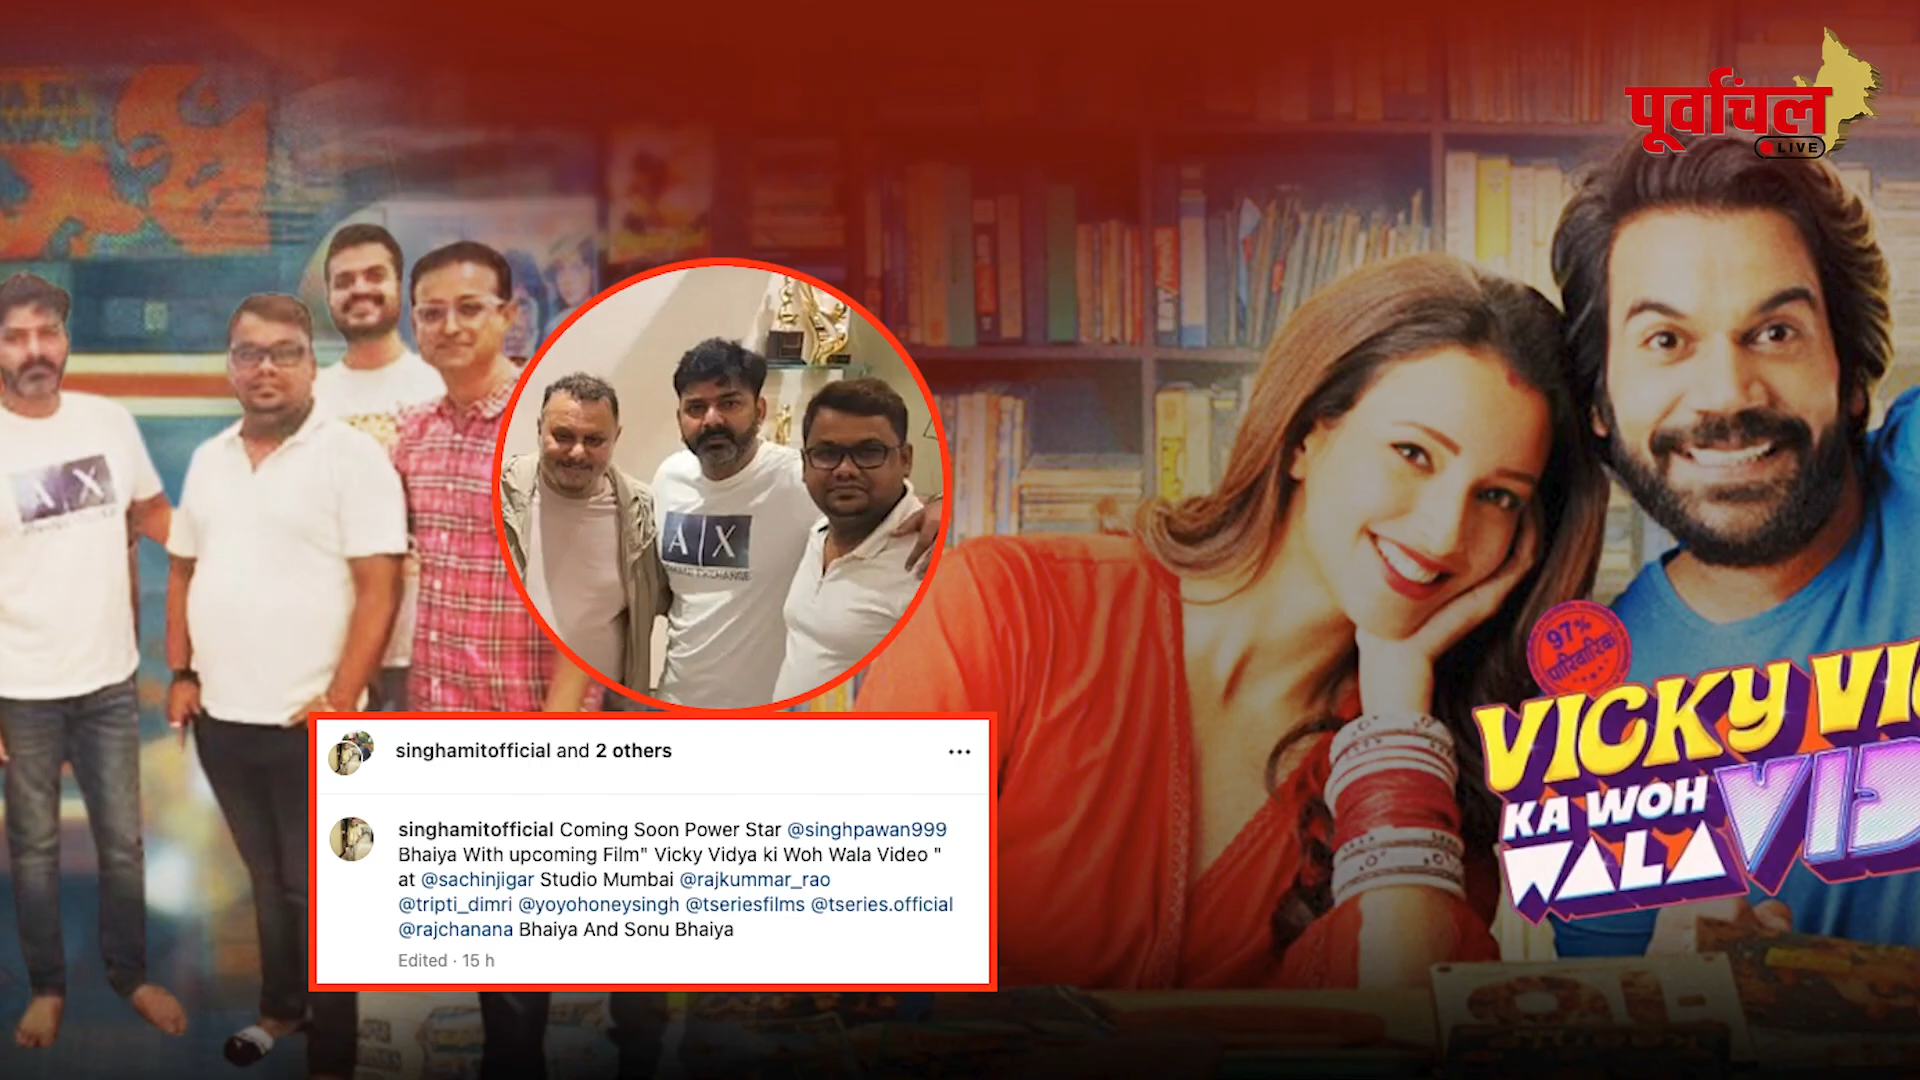 पूर्वांचल
LIVE
A|X
A|X
singhamitofficial and 2 others
singhamitofficial Coming Soon Power Star @singhpawan999
Bhaiya With upcoming Film" Vicky Vidya ki Woh Wala Video "
at @sachinjigar Studio Mumbai @rajkummar_rao
@tripti_dimri @yoyohoneysingh @tseriesfilms @tseries.official
@rajchanana Bhaiya And Sonu Bhaiya
Edited · 15 h
97%
पारिवारिक
VICKY VI
KA WOH
WALA VID